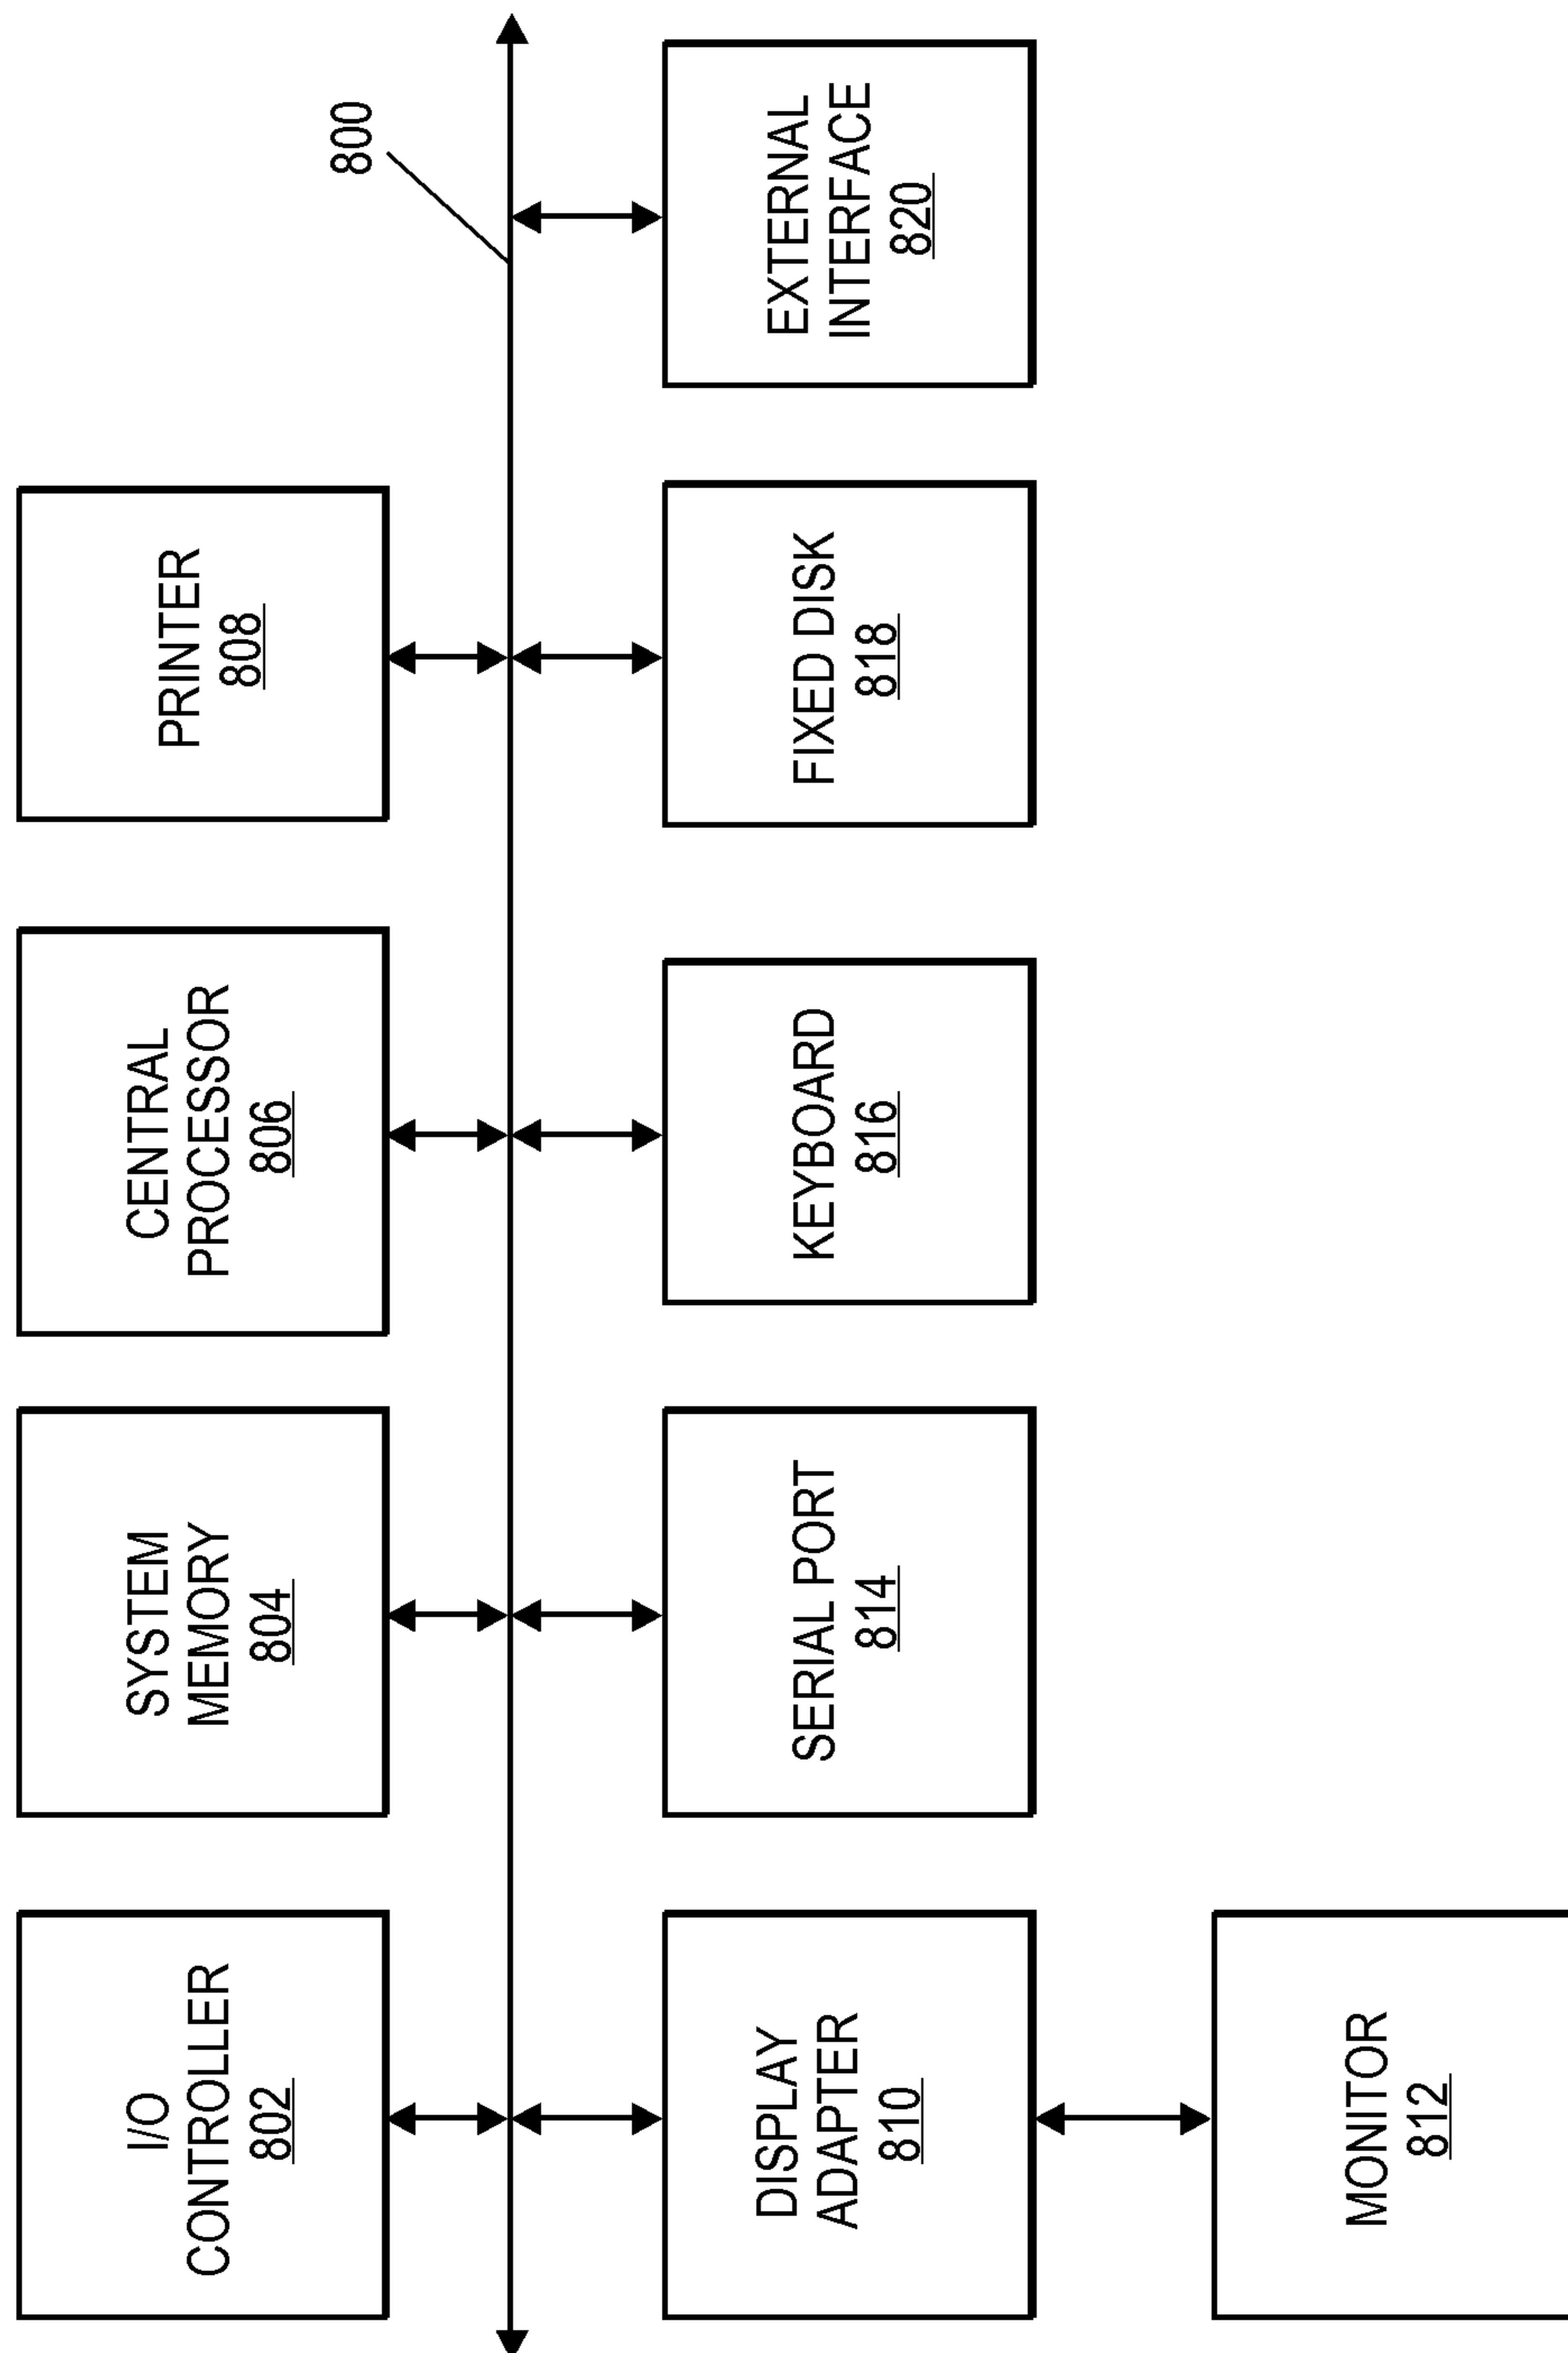 I/O
CONTROLLER
802
SYSTEM
MEMORY
804
CENTRAL
PROCESSOR
806
PRINTER
808
800
DISPLAY
ADAPTER
810
SERIAL PORT
814
KEYBOARD
816
FIXED DISK
818
EXTERNAL
INTERFACE
820
MONITOR
812